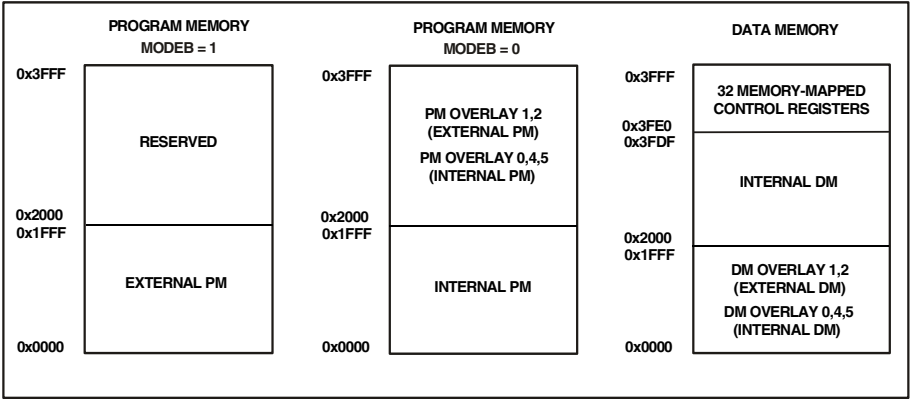 PROGRAM MEMORY
MODEB = 1
0x3FFF
RESERVED
0x2000
0x1FFF
EXTERNAL PM
0x0000
PROGRAM MEMORY
MODEB = 0
0x3FFF
PM OVERLAY 1,2
(EXTERNAL PM)
PM OVERLAY 0,4,5
(INTERNAL PM)
0x2000
0x1FFF
INTERNAL PM
0x0000
DATA MEMORY
0x3FFF
32 MEMORY-MAPPED
CONTROL REGISTERS
0x3FE0
0x3FDF
INTERNAL DM
0x2000
0x1FFF
DM OVERLAY 1,2
(EXTERNAL DM)
DM OVERLAY 0,4,5
(INTERNAL DM)
0x0000